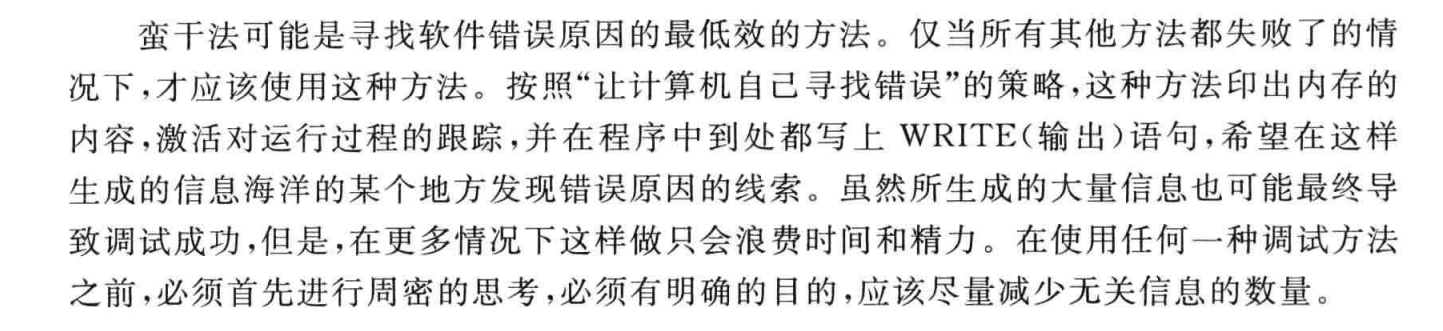 蛮干法可能是寻找软件错误原因的最低效的方法。仅当所有其他方法都失败了的情
况下,才应该使用这种方法。按照“让计算机自己寻找错误”的策略,这种方法印出内存的
内容,激活对运行过程的跟踪,并在程序中到处都写上 WRITE(输出)语句,希望在这样
生成的信息海洋的某个地方发现错误原因的线索。虽然所生成的大量信息也可能最终导
致调试成功,但是,在更多情况下这样做只会浪费时间和精力。在使用任何一种调试方法
之前,必须首先进行周密的思考,必须有明确的目的,应该尽量减少无关信息的数量。